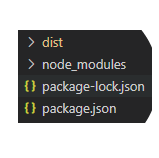 dist
node_modules
{} package-lock.json
{} package.json